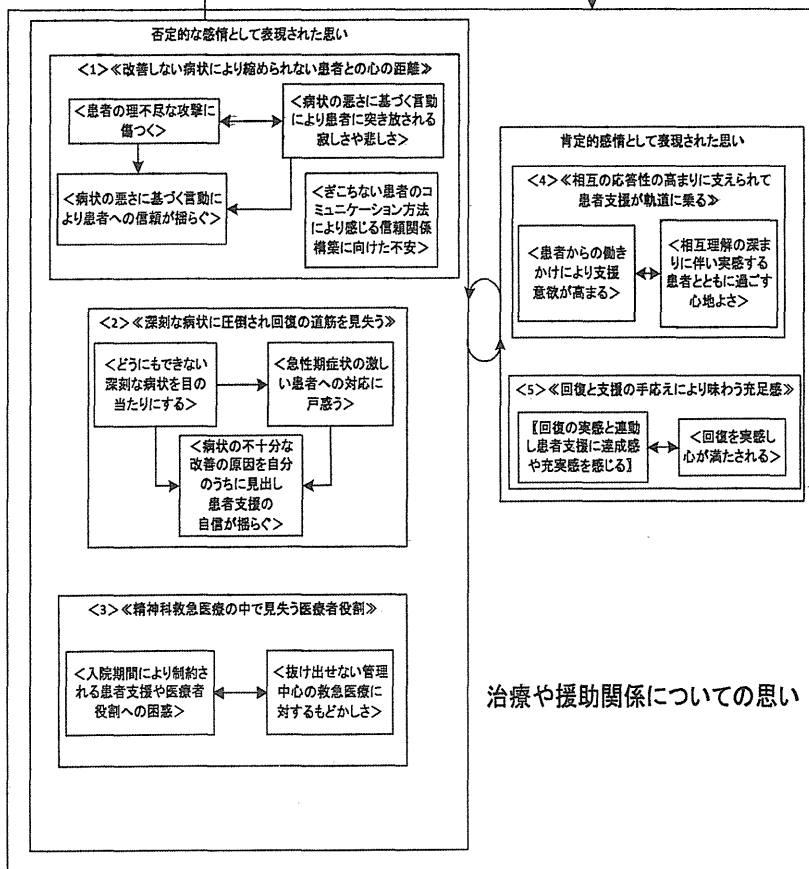 否定的な感情として表現された思い
＜1＞≪改善しない病状により縮められない患者との心の距離≫
＜患者の理不尽な攻撃に
傷つく＞
＜病状の悪さに基づく言動
により患者に突き放される
寂しさや悲しさ＞
＜病状の悪さに基づく言動に
より患者への信頼が揺らぐ＞
＜ぎこちない患者のコ
ミュニケーション方法
により感じる信頼関係
構築に向けた不安＞
＜2＞≪深刻な病状に圧倒され回復の道筋を見失う≫
＜どうにもできない
深刻な病状を目の
当たりにする＞
＜急性期症状の激し
い患者への対応に
戸惑う＞
＜病状の不十分な
改善の原因を自分
のうちに見出し
患者支援の
自信が揺らぐ＞
＜3＞≪精神科救急医療の中で見失う医療者役割≫
＜入院期間により制約さ
れる患者支援や医療者
役割への困惑＞
＜抜け出せない管理
中心の救急医療に
対するもどかしさ＞
肯定的感情として表現された思い
＜4＞≪相互の応答性の高まりに支えられて
患者支援が軌道に乗る≫
＜患者からの働き
かけにより支援
意欲が高まる＞
＜相互理解の深ま
りに伴い実感する
患者とともに過ごす
心地よさ＞
＜5＞≪回復と支援の手応えにより味わう充足感≫
〖回復の実感と連動
し患者支援に達成感
や充実感を感じる〗
＜回復を実感し
心が満たされる＞
治療や援助関係についての思い